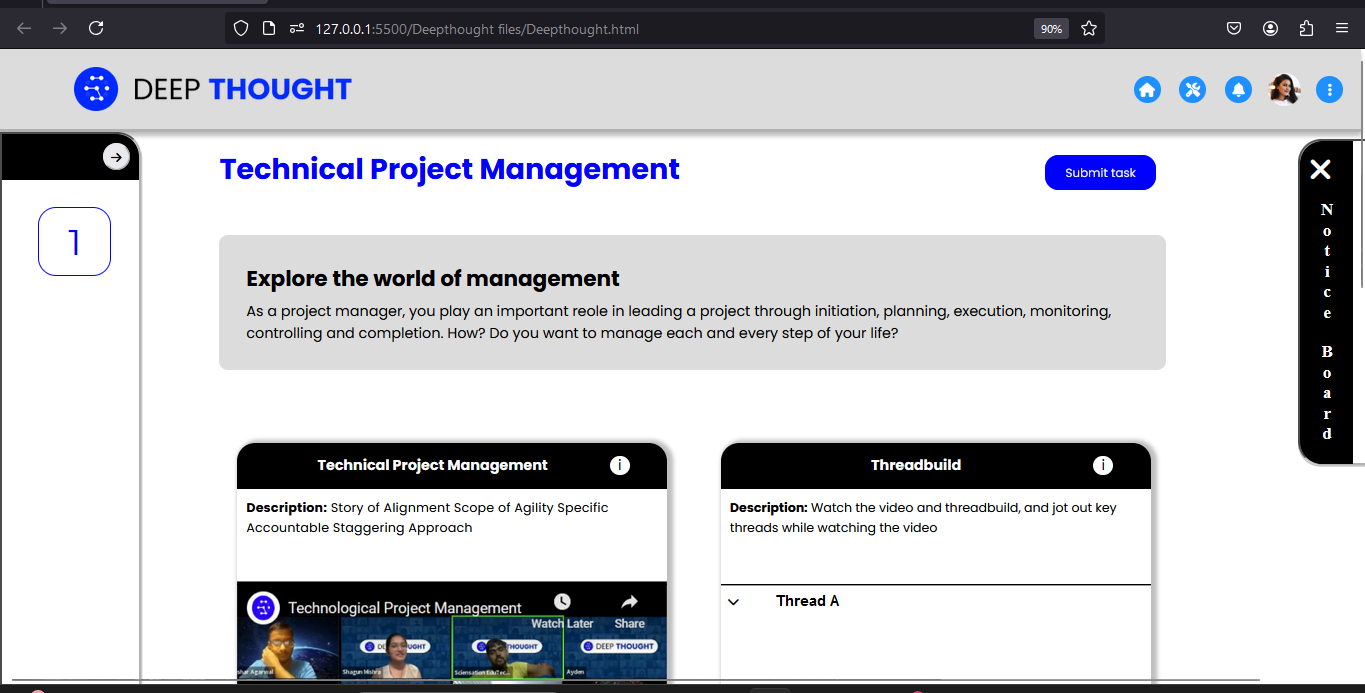 127.0.0.1:5500/Deepthought files/Deepthought.html
90%
DEEP THOUGHT
Technical Project Management
Submit task
1
Notice Board
Explore the world of management
As a project manager, you play an important reole in leading a project through initiation, planning, execution, monitoring,
controlling and completion. How? Do you want to manage each and every step of your life?
Technical Project Management
i
Description: Story of Alignment Scope of Agility Specific
Accountable Staggering Approach
Technological Project Management
Watch Later
Share
DEEP THOUGHT
Shagun Mishra
Ayden
Threadbuild
i
Description: Watch the video and threadbuild, and jot out key
threads while watching the video
Thread A